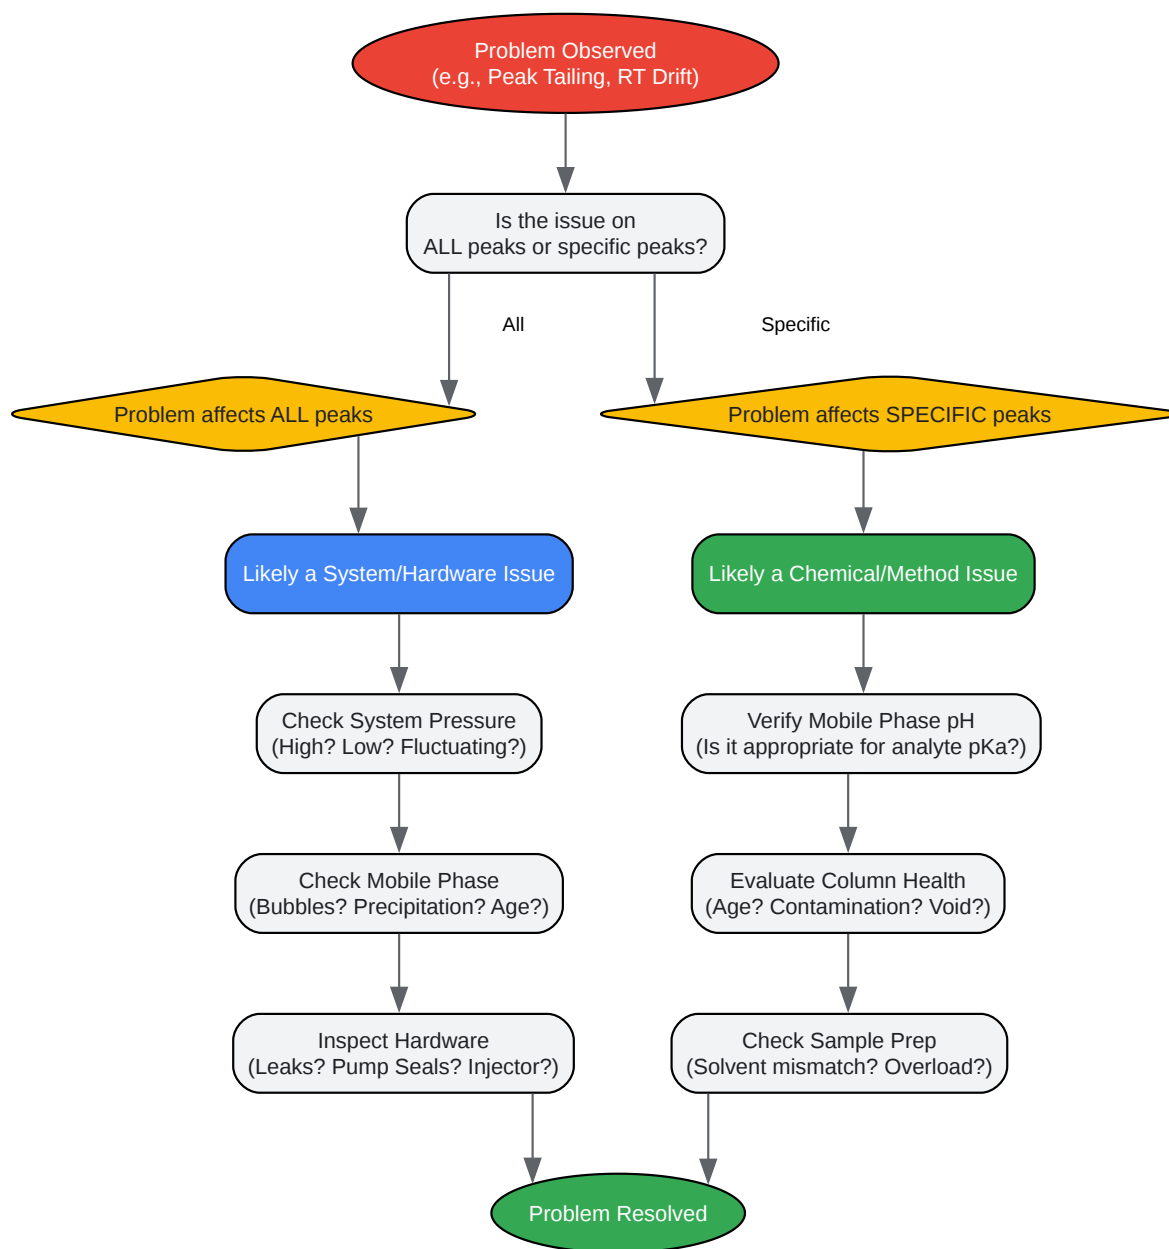 Problem Observed
(e.g., Peak Tailing, RT Drift)
Is the issue on
ALL peaks or specific peaks?
All
Specific
Problem affects ALL peaks
Problem affects SPECIFIC peaks
Likely a System/Hardware Issue
Likely a Chemical/Method Issue
Check System Pressure
(High? Low? Fluctuating?)
Verify Mobile Phase pH
(Is it appropriate for analyte pKa?)
Check Mobile Phase
(Bubbles? Precipitation? Age?)
Evaluate Column Health
(Age? Contamination? Void?)
Inspect Hardware
(Leaks? Pump Seals? Injector?)
Check Sample Prep
(Solvent mismatch? Overload?)
Problem Resolved